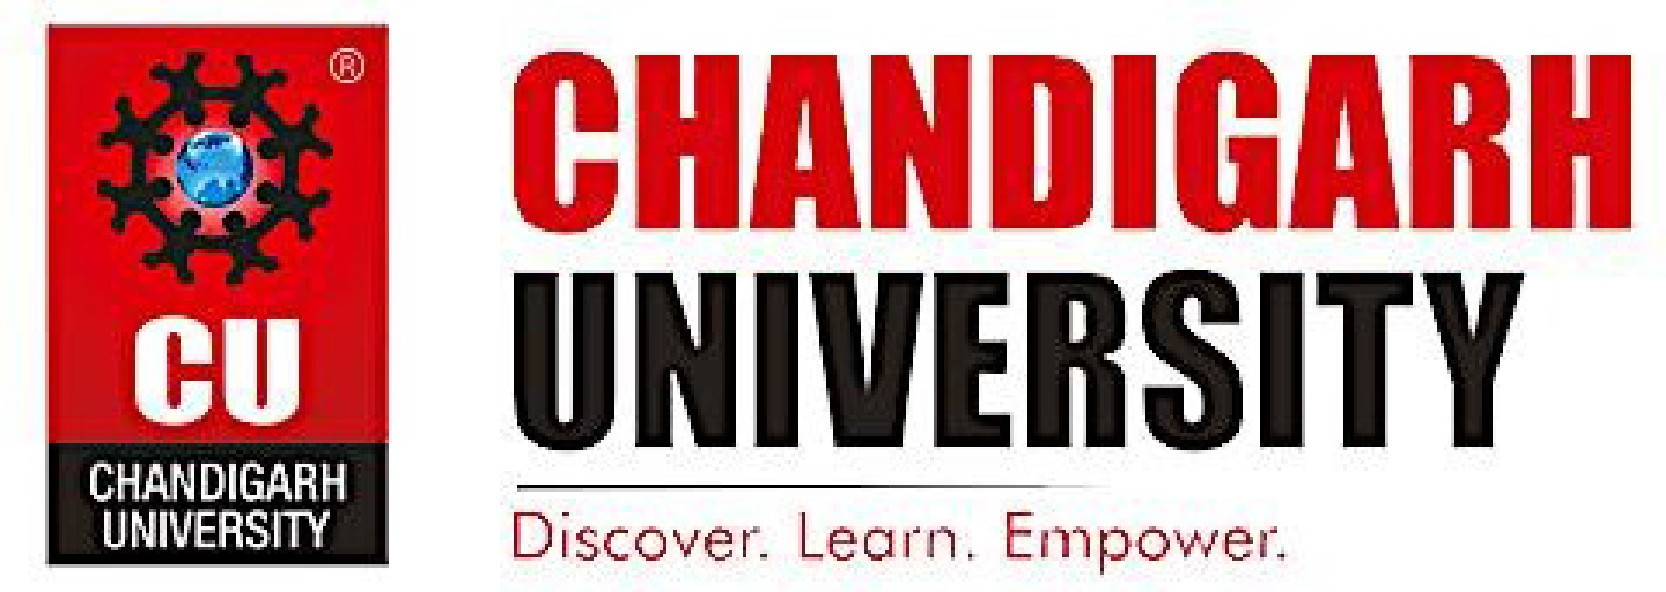 ®
CU
CHANDIGARH
UNIVERSITY
CHANDIGARH
UNIVERSITY
Discover. Learn. Empower.